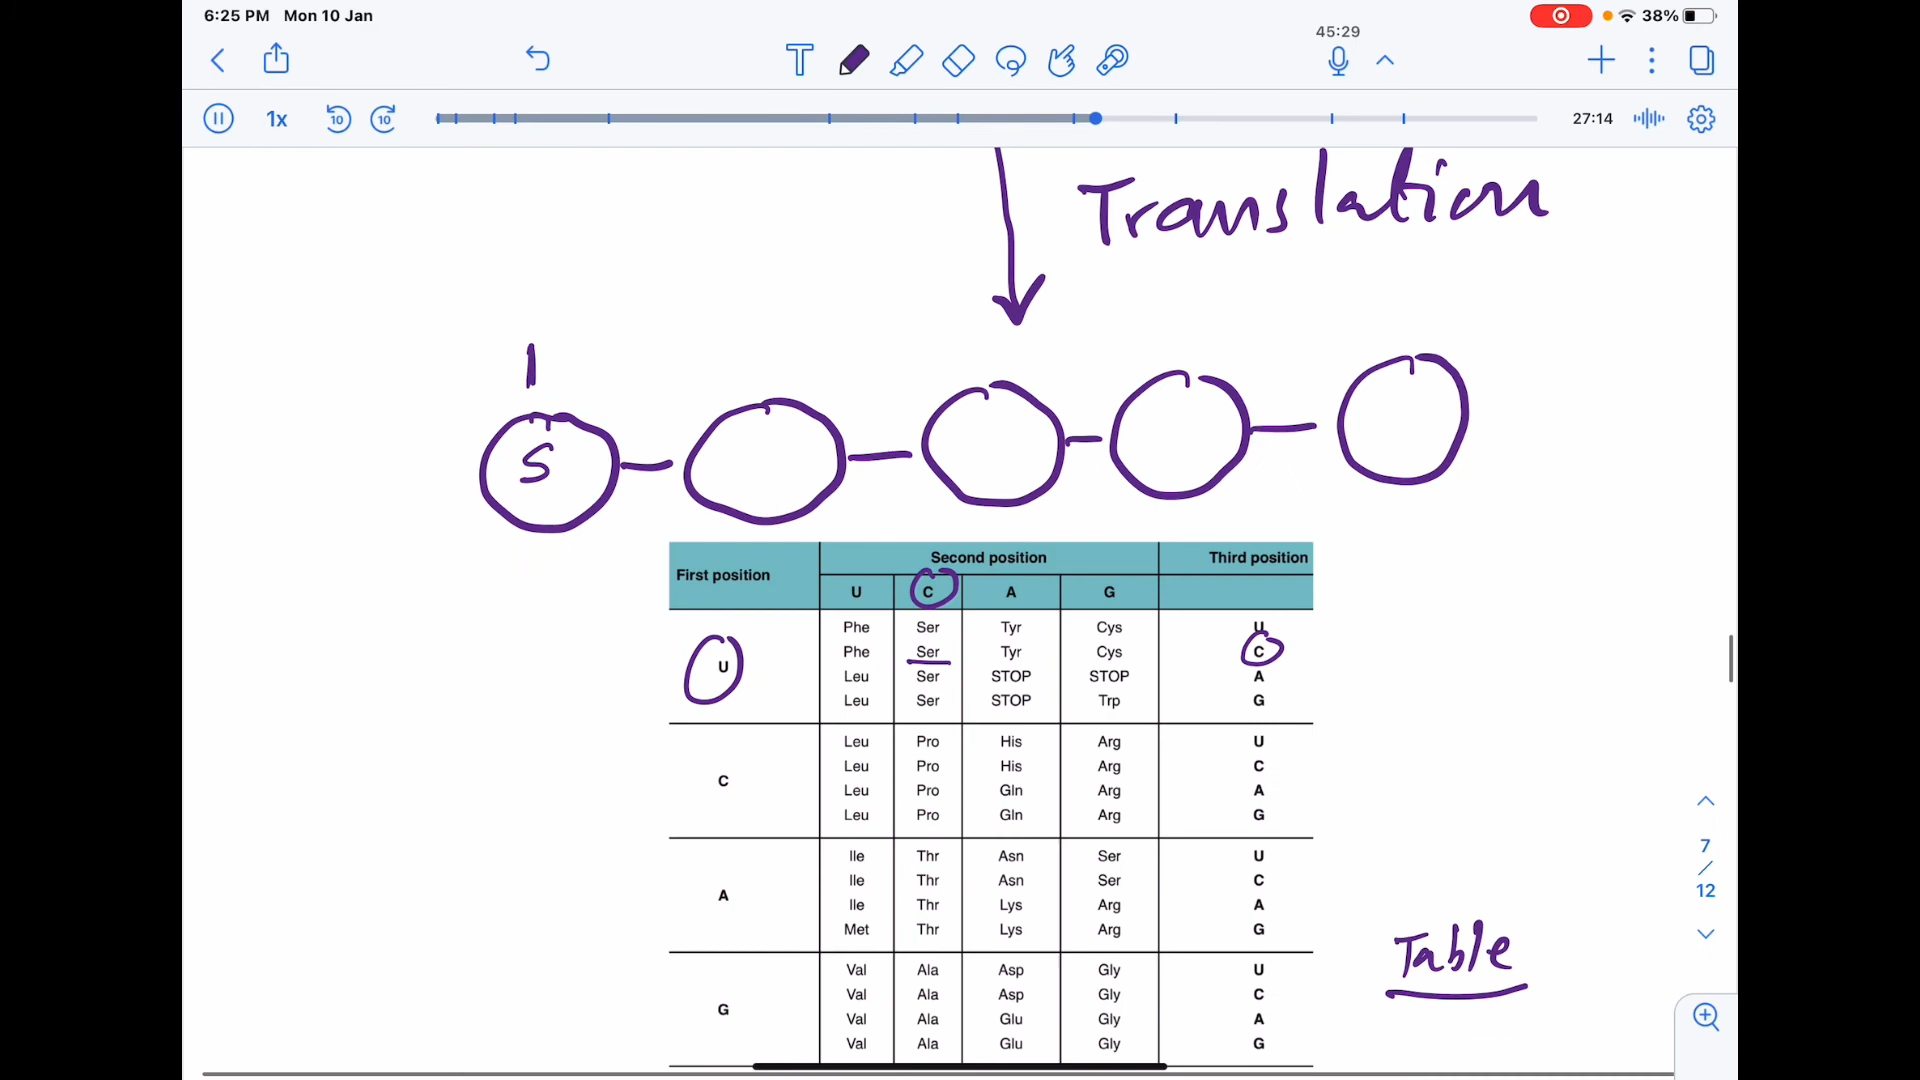 6:25 PM Mon 10 Jan
38%
45:29
T
1x
10
10
27:14
Translation
1
S
First position
Second position
Third position
U C A G
Phe Ser Tyr Cys U
Phe Ser Tyr Cys C
U
Leu Ser STOP STOP A
Leu Ser STOP Trp G
Leu Pro His Arg U
Leu Pro His Arg C
C
Leu Pro Gln Arg A
Leu Pro Gln Arg G
Ile Thr Asn Ser U
Ile Thr Asn Ser C
A
Ile Thr Lys Arg A
Met Thr Lys Arg G
Val Ala Asp Gly U
Val Ala Asp Gly C
G
Val Ala Glu Gly A
Val Ala Glu Gly G
7
/
12
Table